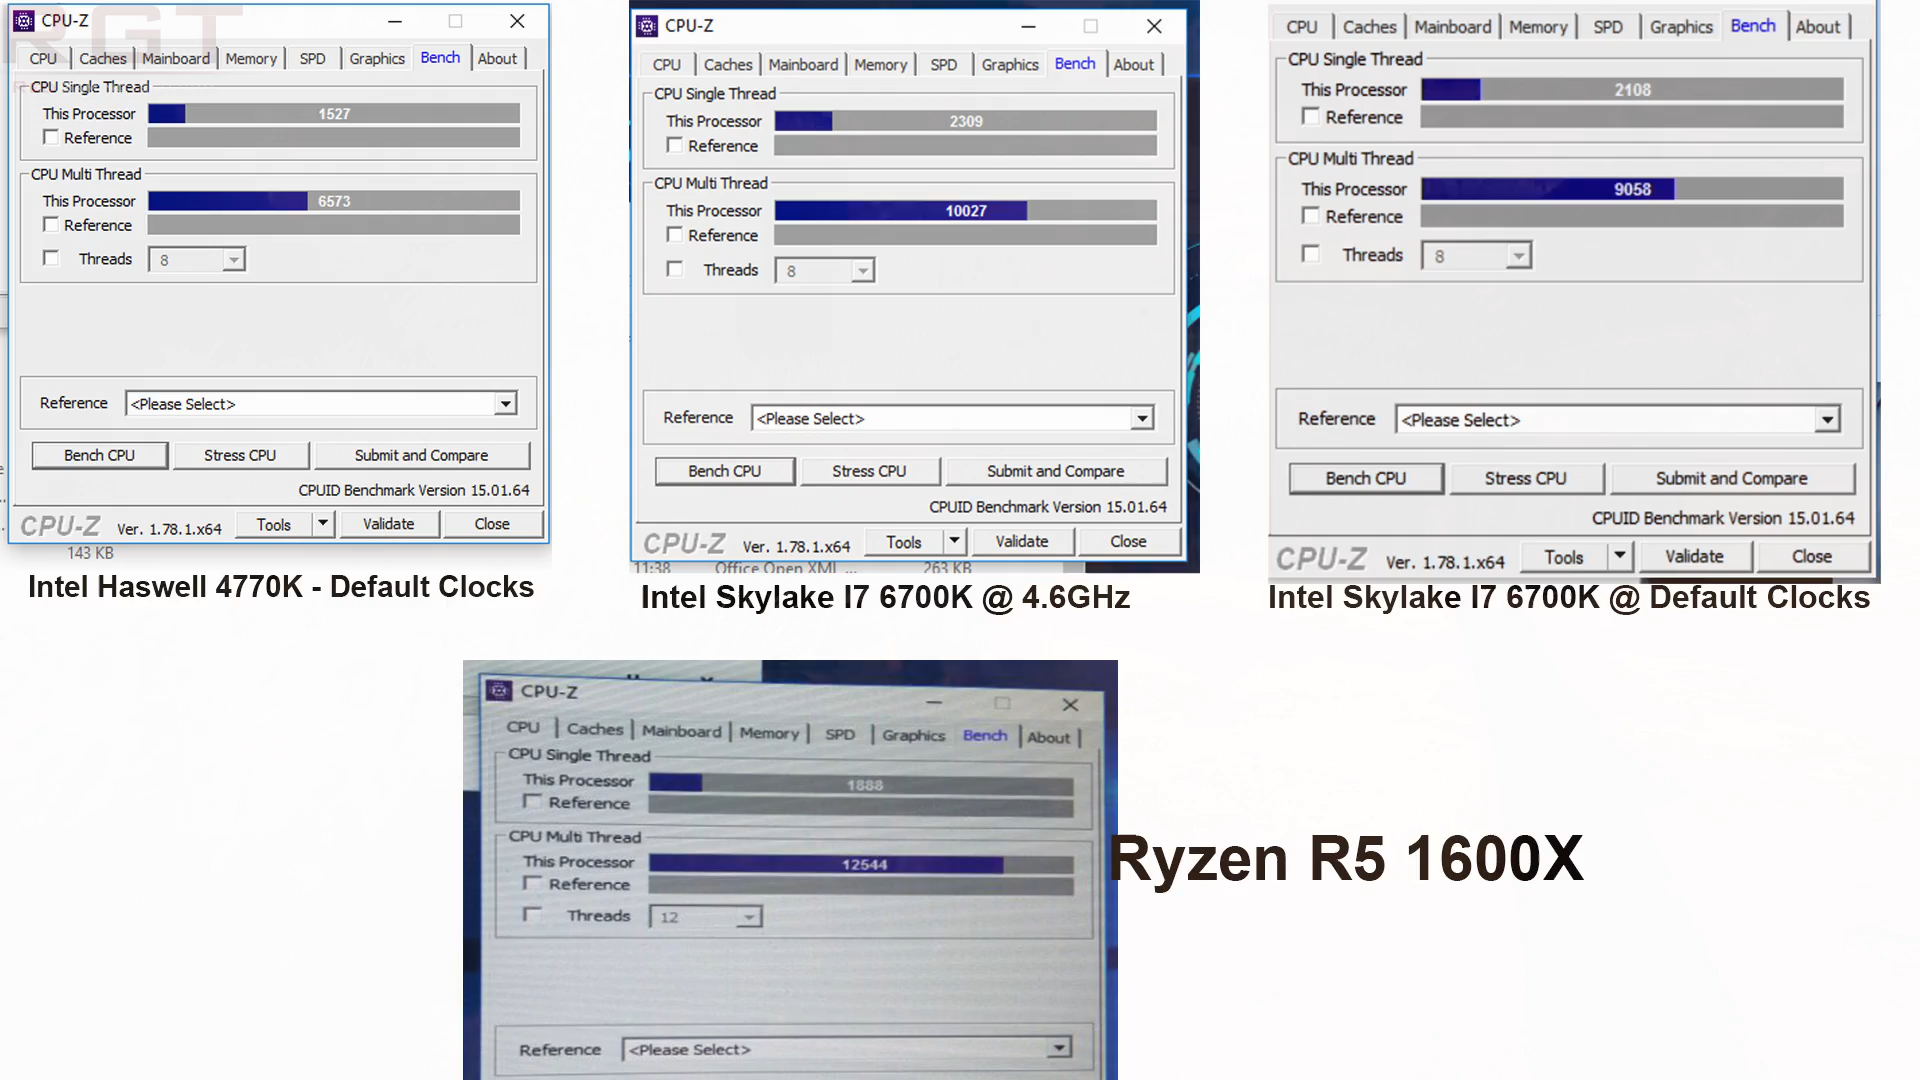 RGT
CPU-Z
CPU Caches Mainboard Memory SPD Graphics Bench About
CPU Single Thread
This Processor 1527
Reference
CPU Multi Thread
This Processor 6573
Reference
Threads 8
Reference <Please Select>
Bench CPU Stress CPU Submit and Compare
CPUID Benchmark Version 15.01.64
CPU-Z Ver. 1.78.1.x64 Tools Validate Close
143 KB
Intel Haswell 4770K - Default Clocks
CPU-Z
CPU Caches Mainboard Memory SPD Graphics Bench About
CPU Single Thread
This Processor 2309
Reference
CPU Multi Thread
This Processor 10027
Reference
Threads 8
Reference <Please Select>
Bench CPU Stress CPU Submit and Compare
CPUID Benchmark Version 15.01.64
CPU-Z Ver. 1.78.1.x64 Tools Validate Close
11:38 Office Open XML ... 263 KB
Intel Skylake I7 6700K @ 4.6GHz
CPU Caches Mainboard Memory SPD Graphics Bench About
CPU Single Thread
This Processor 2108
Reference
CPU Multi Thread
This Processor 9058
Reference
Threads 8
Reference <Please Select>
Bench CPU Stress CPU Submit and Compare
CPUID Benchmark Version 15.01.64
CPU-Z Ver. 1.78.1.x64 Tools Validate Close
Intel Skylake I7 6700K @ Default Clocks
CPU-Z
CPU Caches Mainboard Memory SPD Graphics Bench About
CPU Single Thread
This Processor 1888
Reference
CPU Multi Thread
This Processor 12544
Reference
Threads 12
Reference <Please Select>
Ryzen R5 1600X